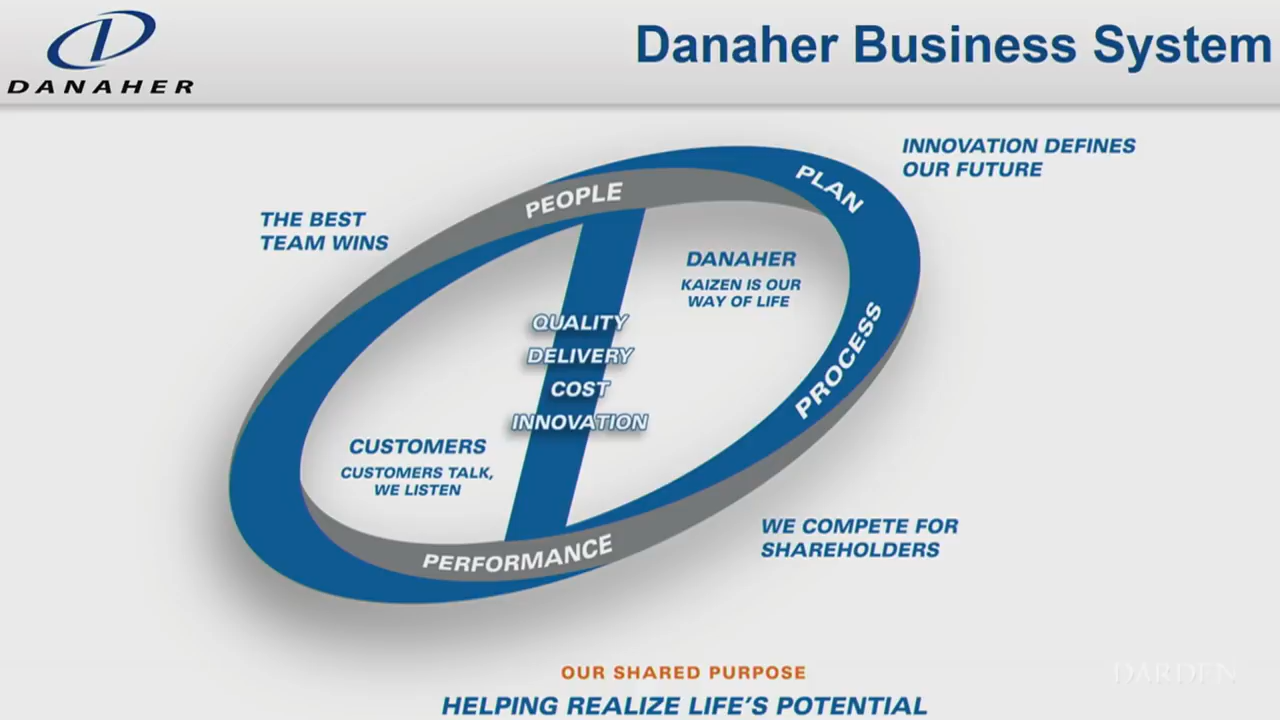 DANAHER
Danaher Business System
INNOVATION DEFINES
OUR FUTURE
PLAN
PEOPLE
THE BEST
TEAM WINS
DANAHER
KAIZEN IS OUR
WAY OF LIFE
QUALITY
DELIVERY
COST
INNOVATION
PROCESS
CUSTOMERS
CUSTOMERS TALK,
WE LISTEN
WE COMPETE FOR
SHAREHOLDERS
PERFORMANCE
OUR SHARED PURPOSE
HELPING REALIZE LIFE'S POTENTIAL
DARDEN